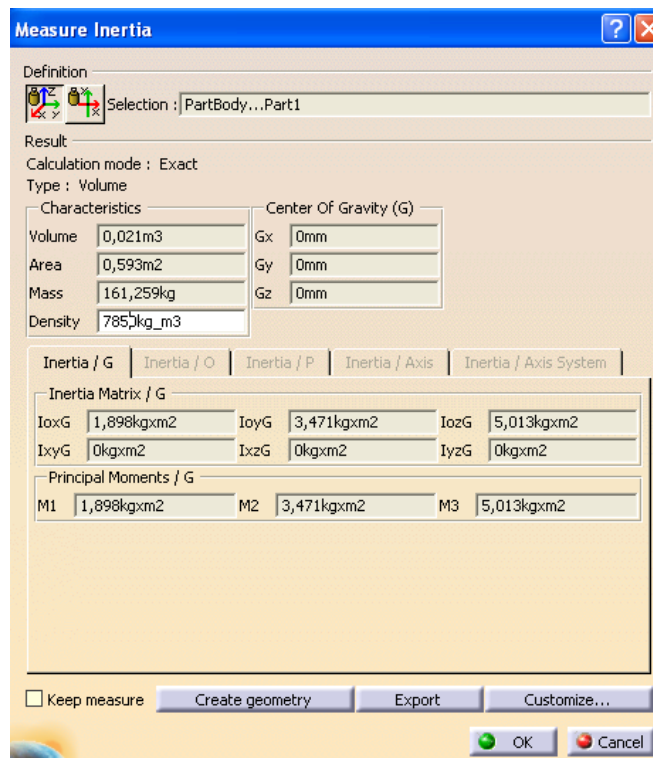 Measure Inertia
Definition
Selection : PartBody...Part1
Result
Calculation mode : Exact
Type : Volume
Characteristics
Volume 0,021m3
Area 0,593m2
Mass 161,259kg
Density 7850kg_m3
Center Of Gravity (G)
Gx 0mm
Gy 0mm
Gz 0mm
Inertia / G Inertia / O Inertia / P Inertia / Axis Inertia / Axis System
Inertia Matrix / G
IoxG 1,898kgxm2 IoyG 3,471kgxm2 IozG 5,013kgxm2
IxyG 0kgxm2 IxzG 0kgxm2 IyzG 0kgxm2
Principal Moments / G
M1 1,898kgxm2 M2 3,471kgxm2 M3 5,013kgxm2
Keep measure Create geometry Export Customize...
OK Cancel